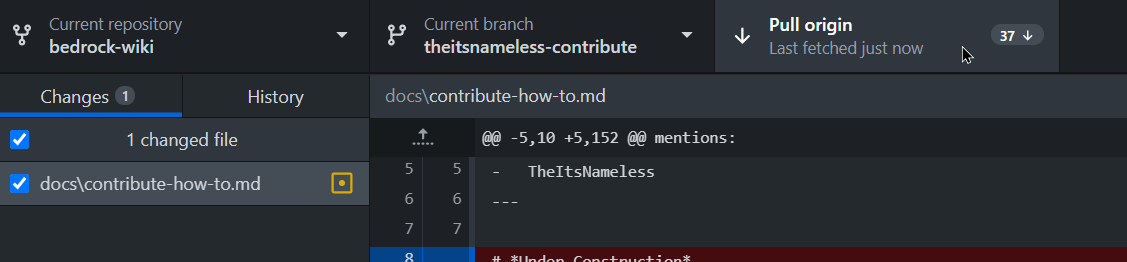 Current repository
bedrock-wiki
Current branch
theitsnameless-contribute
Pull origin
Last fetched just now
37
Changes 1
History
docs\contribute-how-to.md
1 changed file
@@ -5,10 +5,152 @@ mentions:
docs\contribute-how-to.md
5 5 - TheItsNameless
6 6 ---
7 7
8 # *Under Construction*